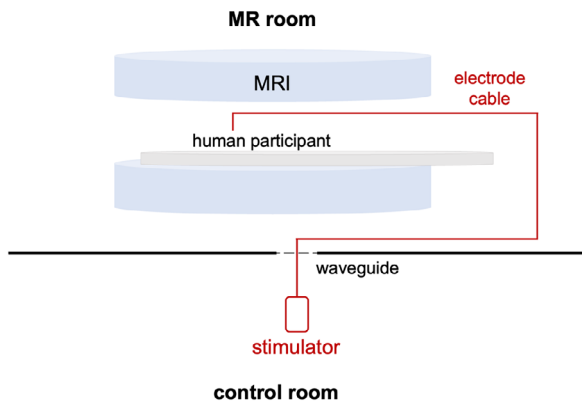 MR room
MRI
electrode
cable
human participant
waveguide
stimulator
control room